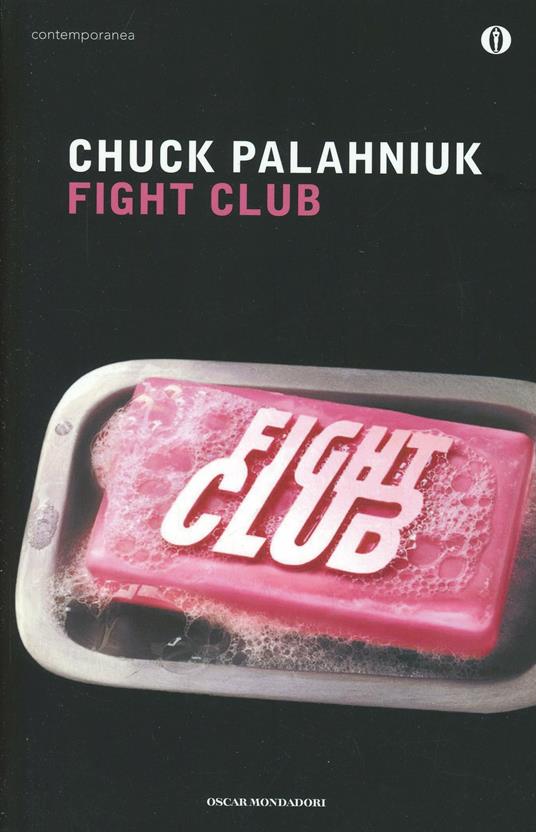 contemporanea
CHUCK PALAHNIUK
FIGHT CLUB
FIGHT
CLUB
OSCAR MONDADORI